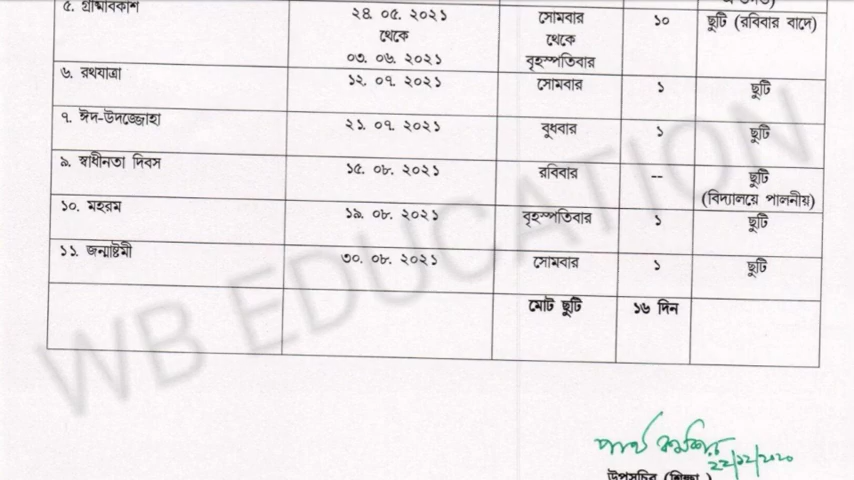 ৫. গ্রীষ্মাবকাশ ২৪. ০৫. ২০২১ সোমবার ১০ ছুটি (রবিবার বাদে)
থেকে থেকে
০৩. ০৬. ২০২১ বৃহস্পতিবার
৬. রথযাত্রা ১২. ০৭. ২০২১ সোমবার ১ ছুটি
৭. ঈদ-উদজ্জোহা ২১. ০৭. ২০২১ বুধবার ১ ছুটি
৯. স্বাধীনতা দিবস ১৫. ০৮. ২০২১ রবিবার -- ছুটি
(বিদ্যালয়ে পালনীয়)
১০. মহরম ১৯. ০৮. ২০২১ বৃহস্পতিবার ১ ছুটি
১১. জন্মাষ্টমী ৩০. ০৮. ২০২১ সোমবার ১ ছুটি
মোট ছুটি ১৬ দিন
WB EDUCATION
২২/১২/২০২০
উপসচিব (শিক্ষা)